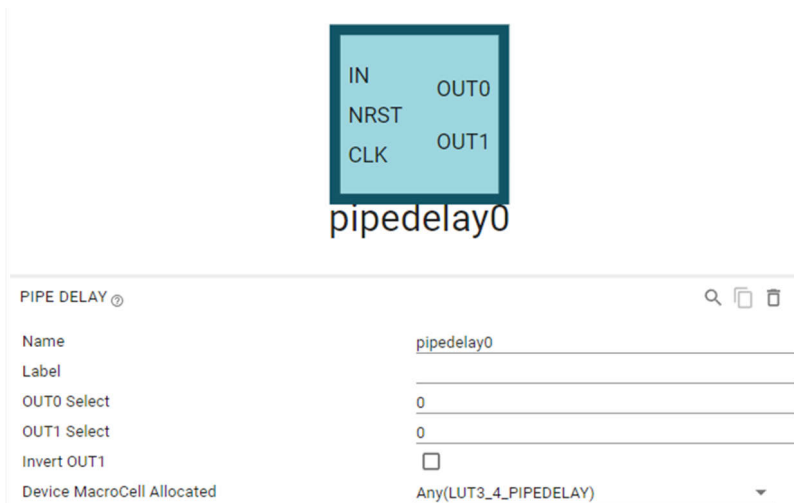 IN
OUT0
NRST
OUT1
CLK
pipedelay0
PIPE DELAY ?
Name pipedelay0
Label
OUT0 Select 0
OUT1 Select 0
Invert OUT1
Device MacroCell Allocated Any(LUT3_4_PIPEDELAY)